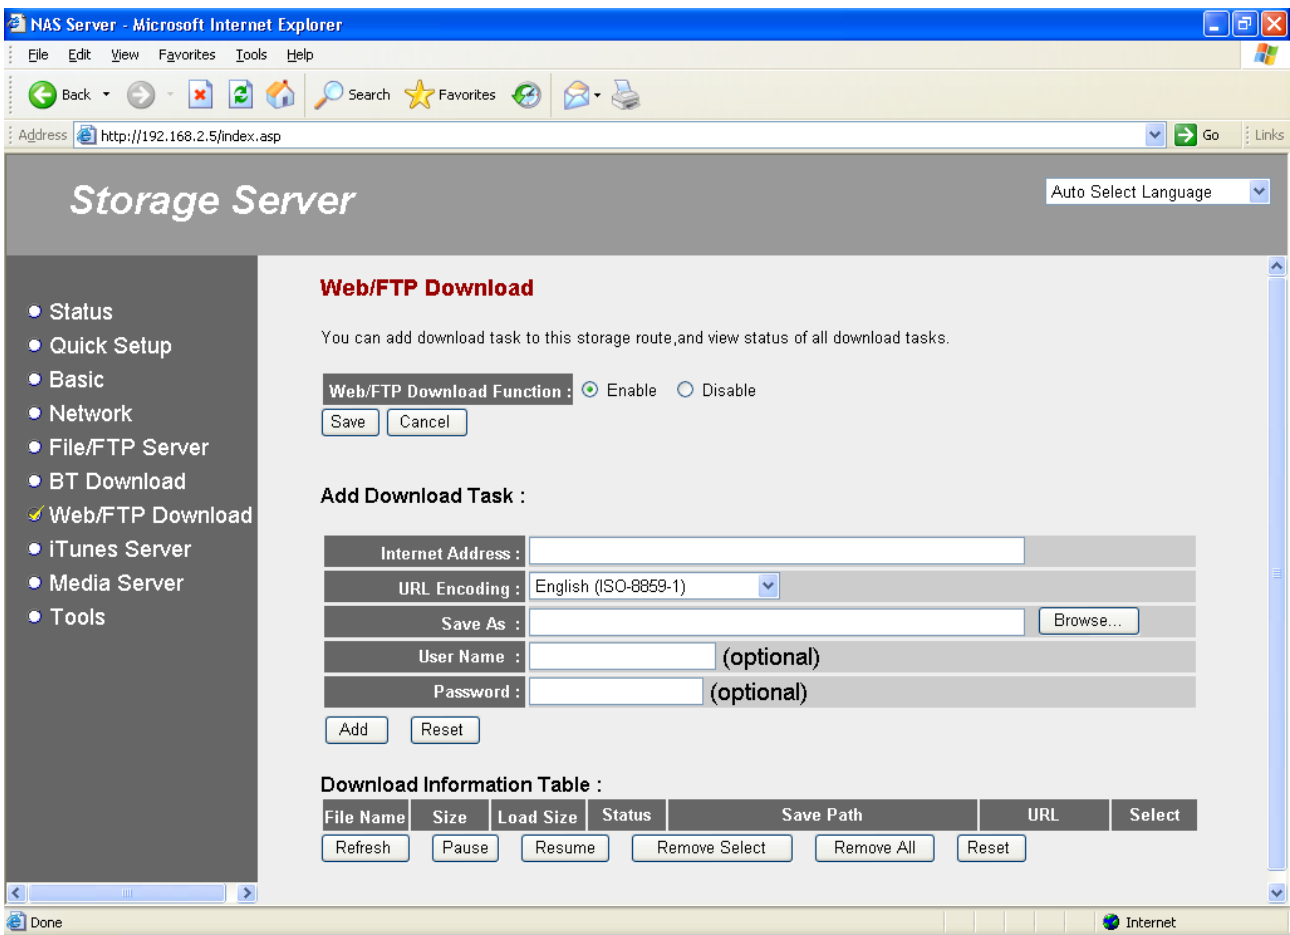 NAS Server - Microsoft Internet Explorer
File Edit View Favorites Tools Help
Back Search Favorites
Address http://192.168.2.5/index.asp Go Links
Storage Server
Auto Select Language
Status
Quick Setup
Basic
Network
File/FTP Server
BT Download
Web/FTP Download
iTunes Server
Media Server
Tools
Web/FTP Download
You can add download task to this storage route,and view status of all download tasks.
Web/FTP Download Function : Enable Disable
Save Cancel
Add Download Task :
Internet Address :
URL Encoding : English (ISO-8859-1)
Save As : Browse...
User Name : (optional)
Password : (optional)
Add Reset
Download Information Table :
File Name Size Load Size Status Save Path URL Select
Refresh Pause Resume Remove Select Remove All Reset
Done Internet